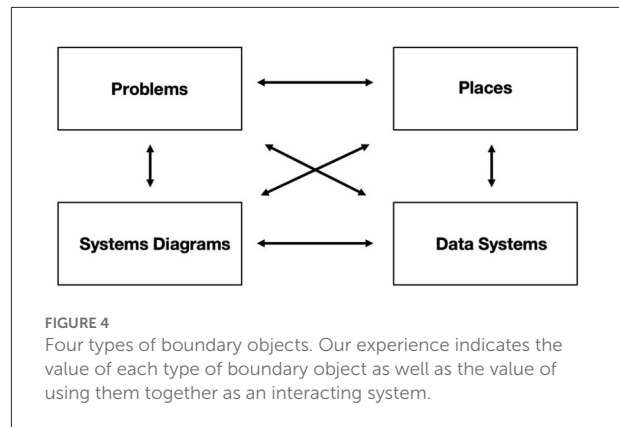 Problems
Places
Systems Diagrams
Data Systems
FIGURE 4
Four types of boundary objects. Our experience indicates the
value of each type of boundary object as well as the value of
using them together as an interacting system.